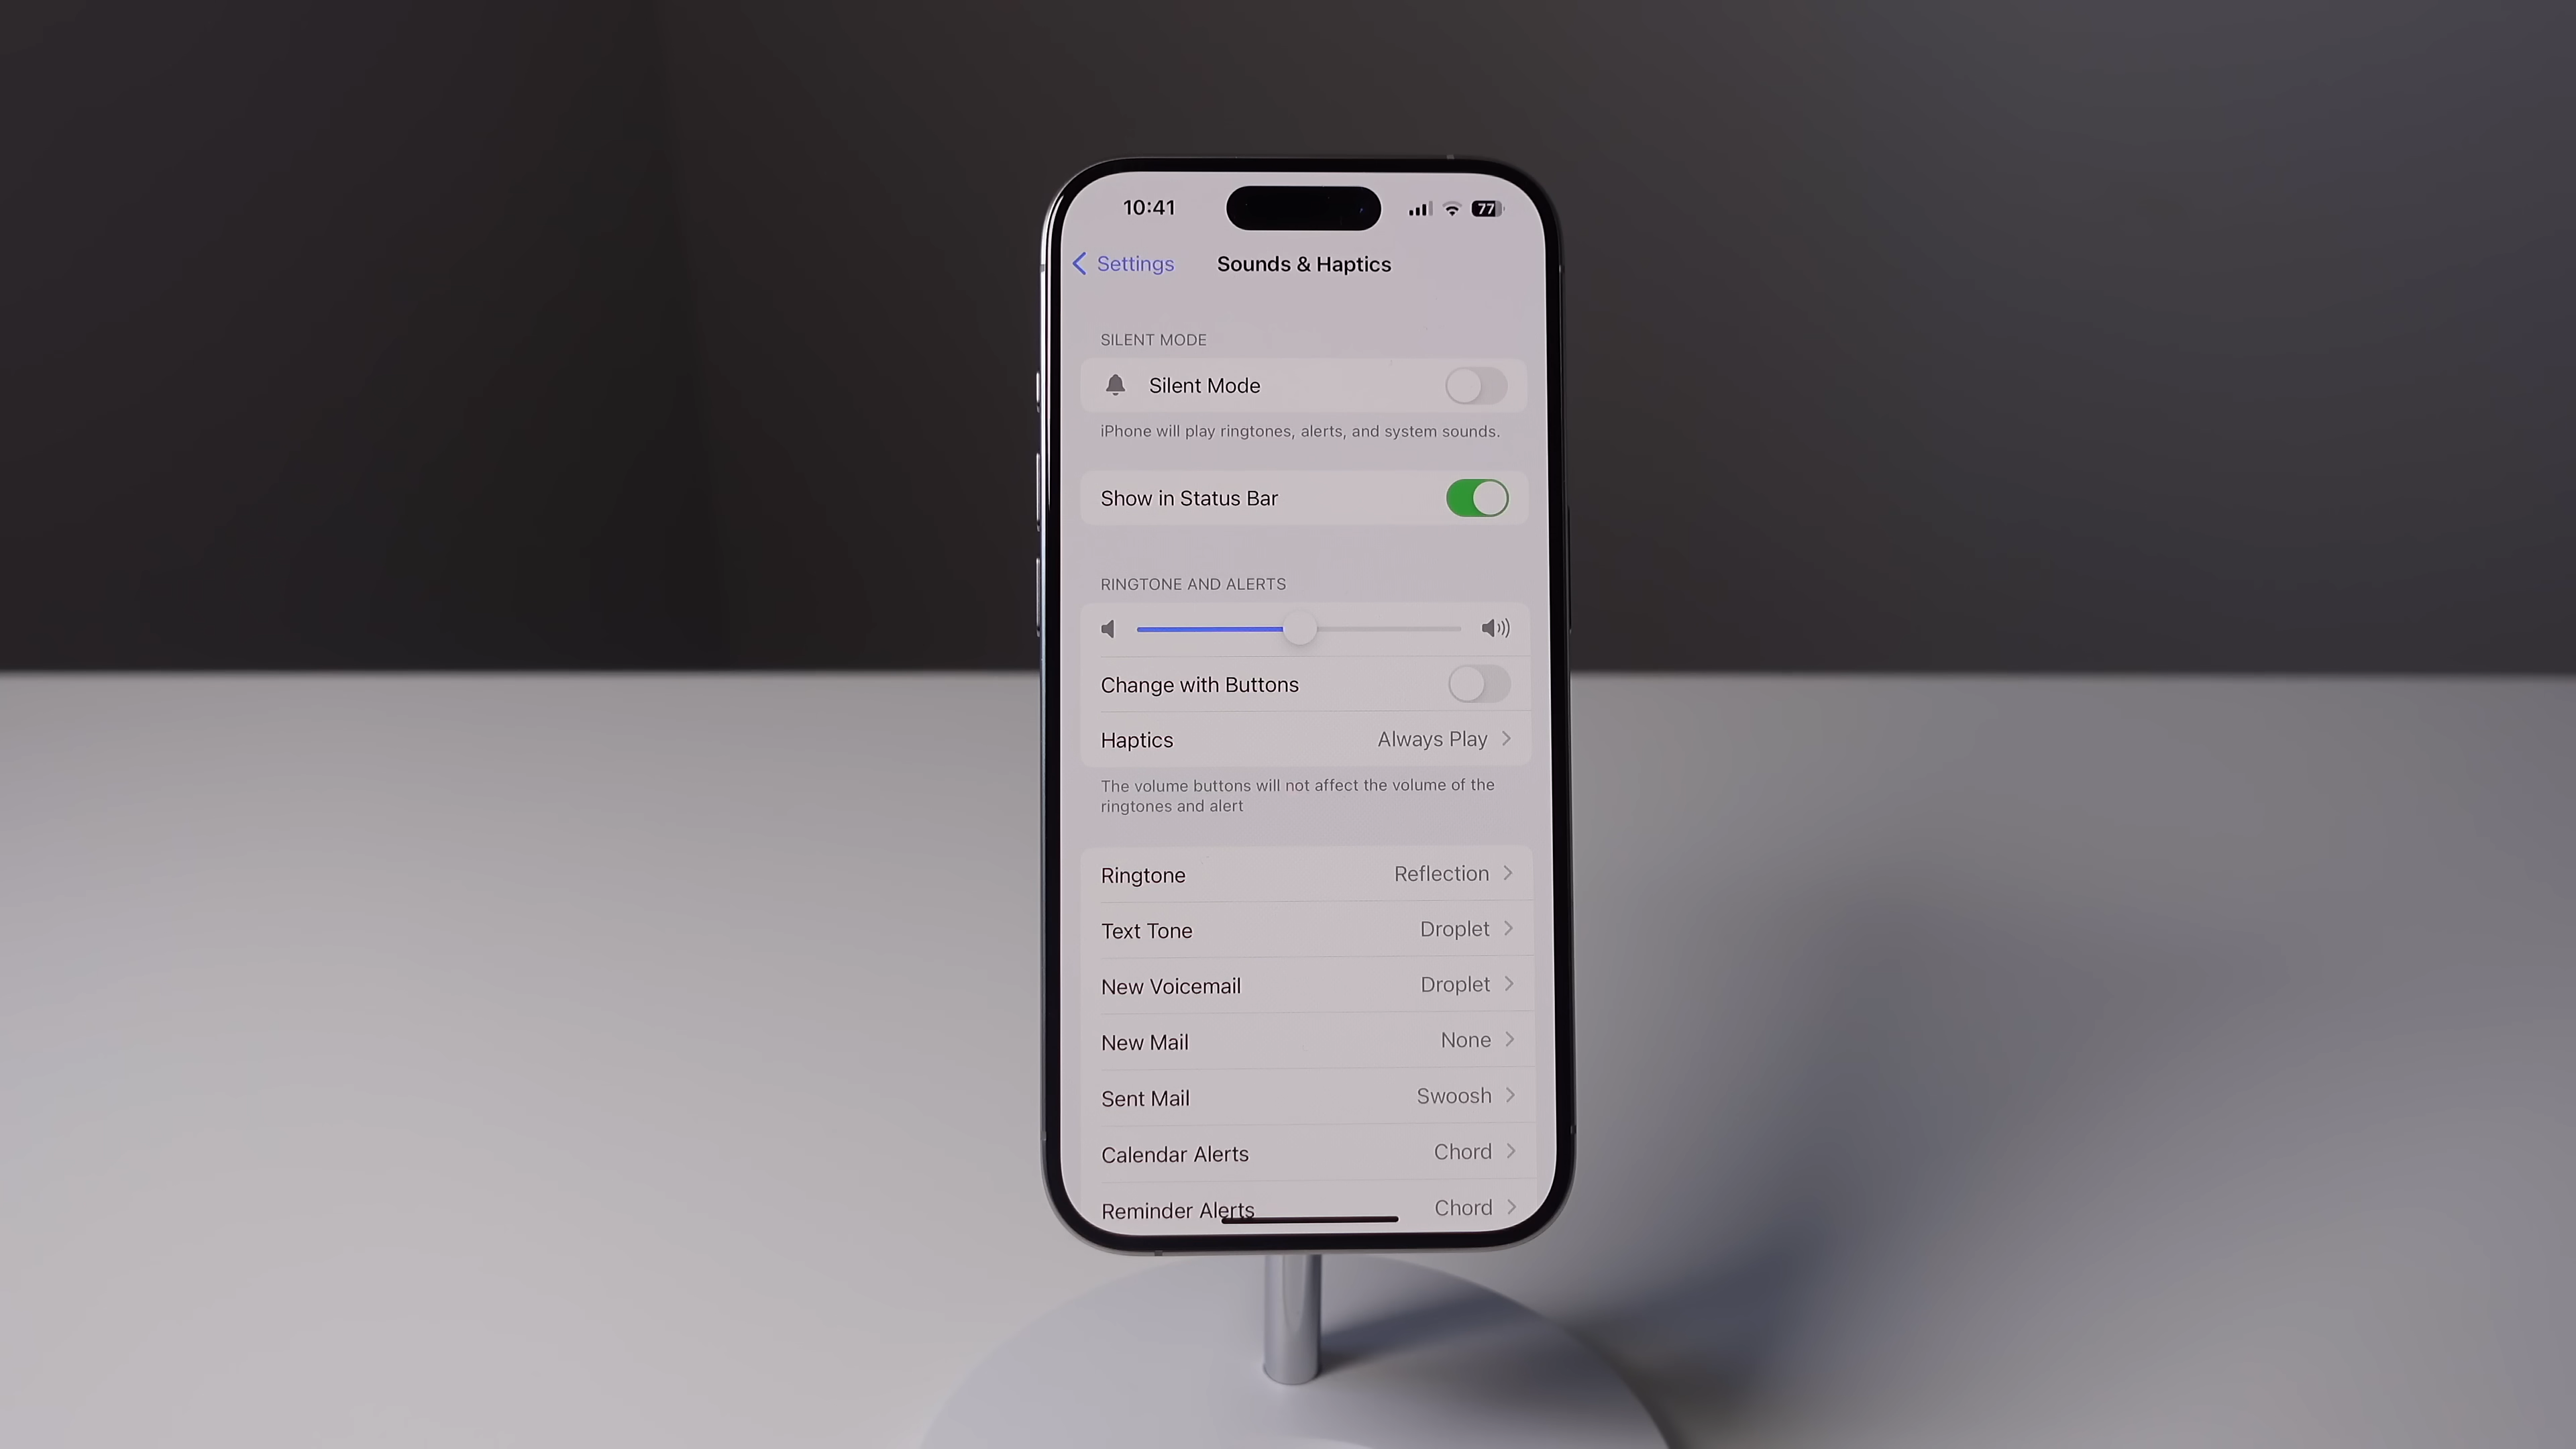 10:41
77
Settings
Sounds & Haptics
SILENT MODE
Silent Mode
iPhone will play ringtones, alerts, and system sounds.
Show in Status Bar
RINGTONE AND ALERTS
Change with Buttons
Haptics Always Play
The volume buttons will not affect the volume of the
ringtones and alert
Ringtone Reflection
Text Tone Droplet
New Voicemail Droplet
New Mail None
Sent Mail Swoosh
Calendar Alerts Chord
Reminder Alerts Chord